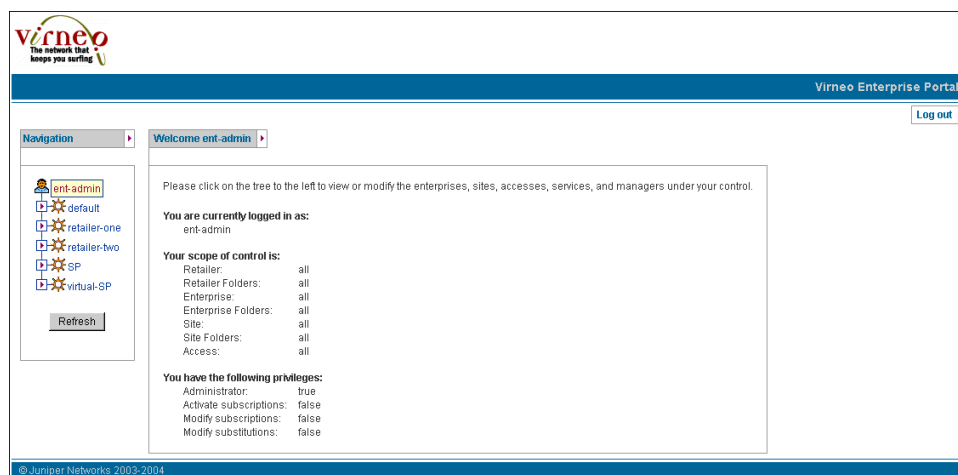 Virneo
The network that
keeps you surfing
Virneo Enterprise Portal
Log out
Navigation
Welcome ent-admin
ent-admin
default
retailer-one
retailer-two
SP
virtual-SP
Refresh
Please click on the tree to the left to view or modify the enterprises, sites, accesses, services, and managers under your control.
You are currently logged in as:
ent-admin
Your scope of control is:
Retailer: all
Retailer Folders: all
Enterprise: all
Enterprise Folders: all
Site: all
Site Folders: all
Access: all
You have the following privileges:
Administrator: true
Activate subscriptions: false
Modify subscriptions: false
Modify substitutions: false
© Juniper Networks 2003-2004